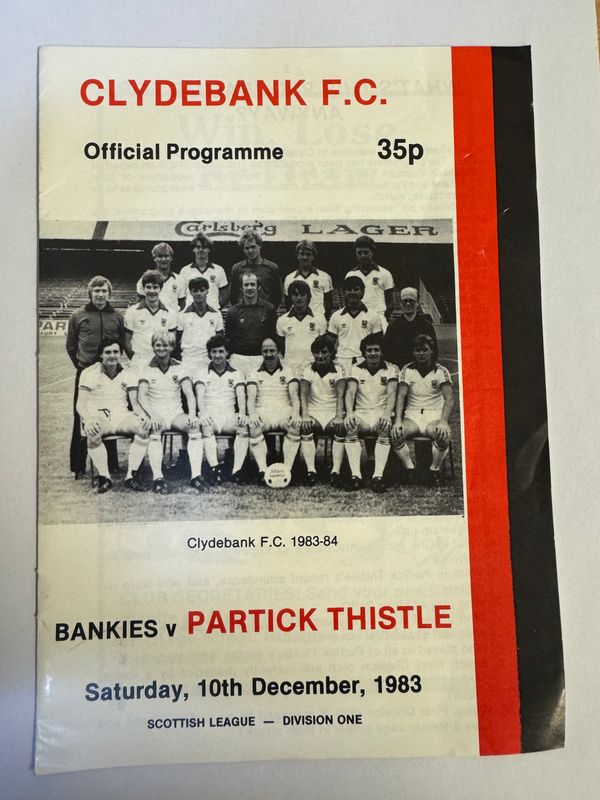 CLYDEBANK F.C.
Official Programme 35p
Carlsberg LAGER
PAR
Clydebank F.C. 1983-84
BANKIES v PARTICK THISTLE
Saturday, 10th December, 1983
SCOTTISH LEAGUE — DIVISION ONE